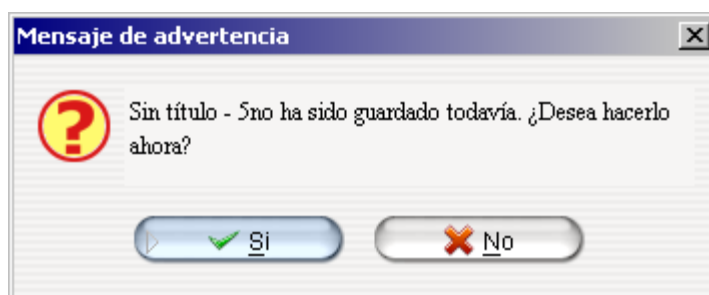 Mensaje de advertencia
Sin título - 5no ha sido guardado todavía. ¿Desea hacerlo
ahora?
Si
No